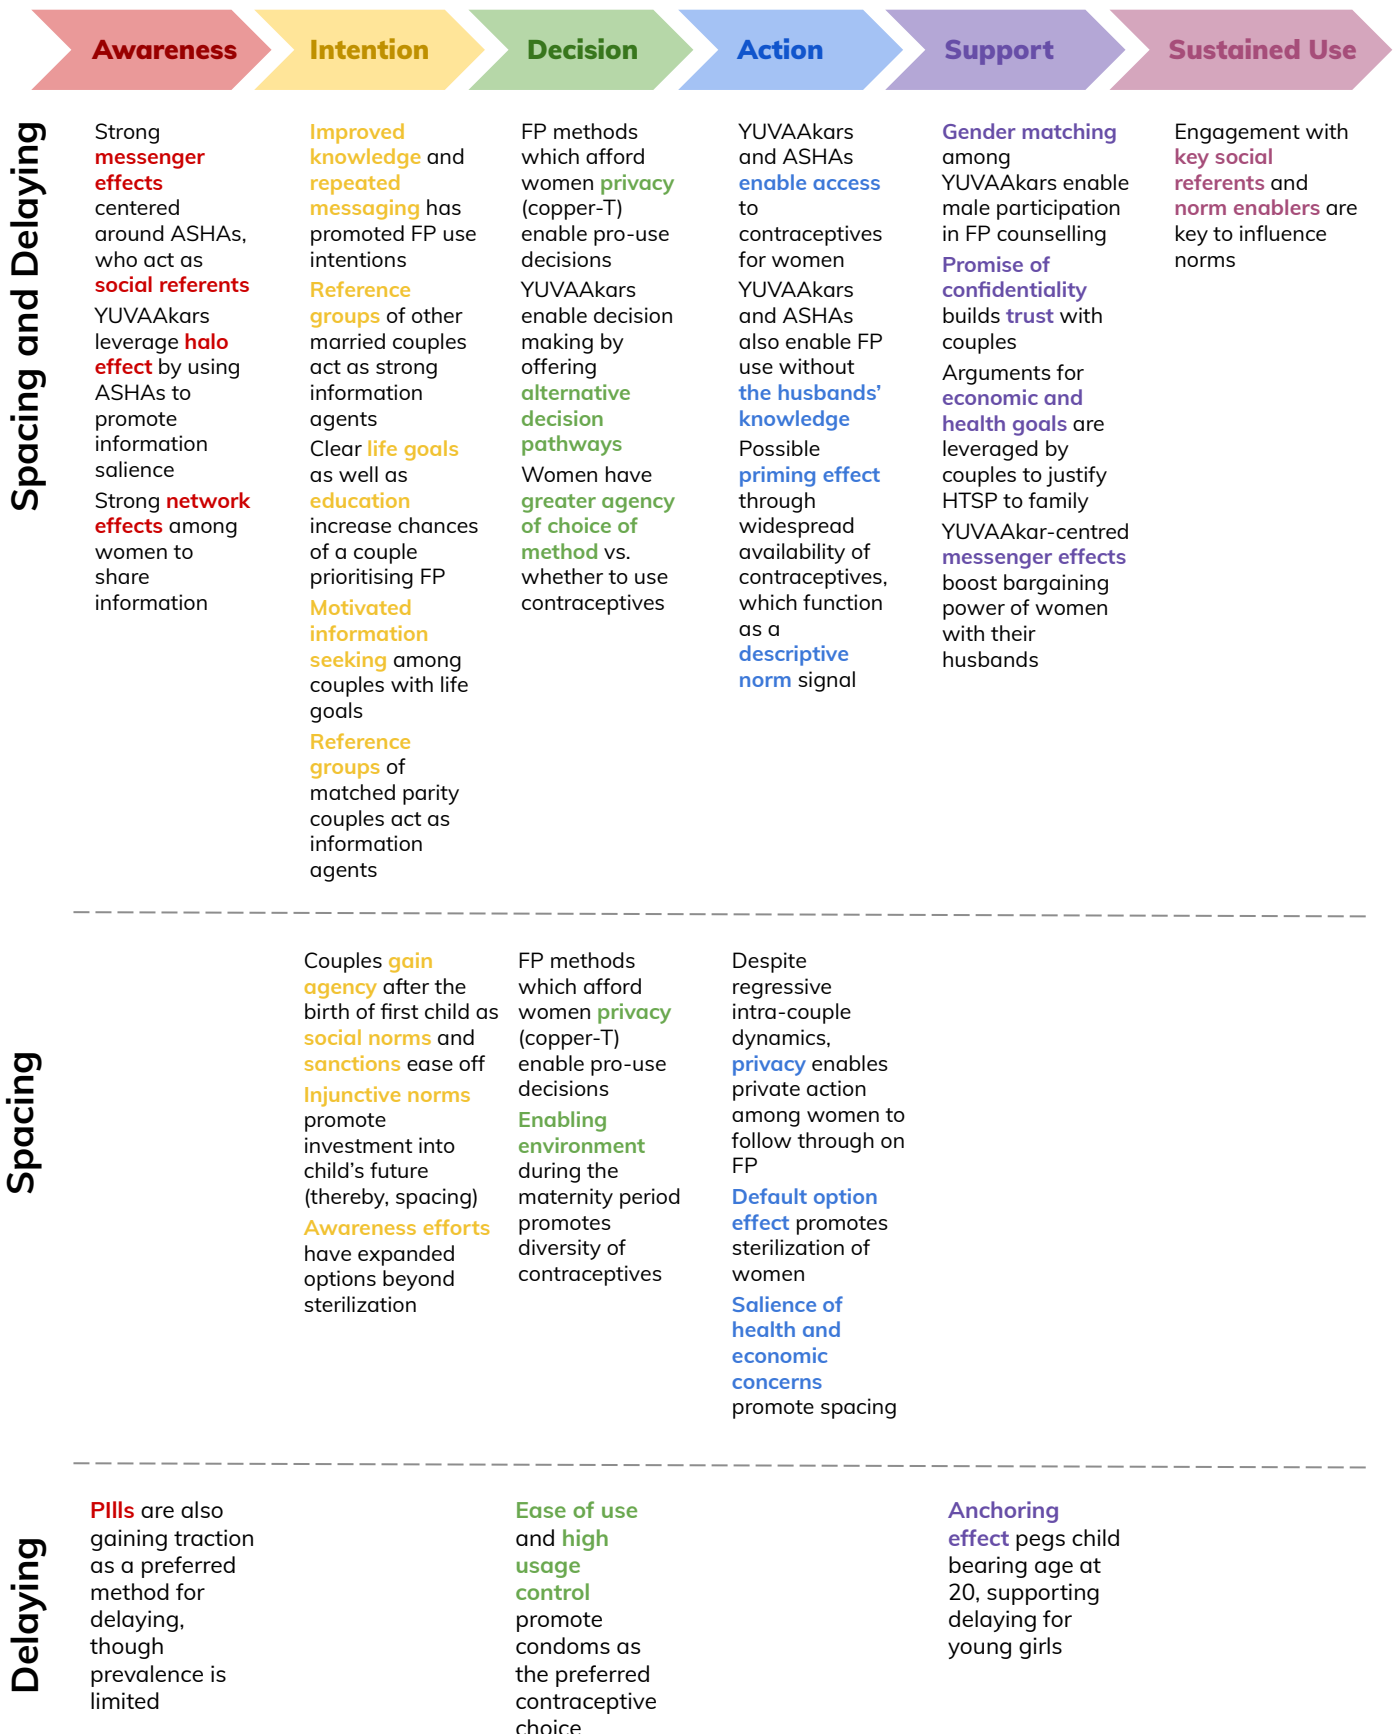 Awareness
Intention
Decision
Action
Support
Sustained Use
Spacing and Delaying
Strong
messenger
effects
centered
around ASHAs,
who act as
social referents
YUVAAkars
leverage halo
effect by using
ASHAs to
promote
information
salience
Strong network
effects among
women to
share
information
Improved
knowledge and
repeated
messaging has
promoted FP use
intentions
Reference
groups of other
married couples
act as strong
information
agents
Clear life goals
as well as
education
increase chances
of a couple
prioritising FP
Motivated
information
seeking among
couples with life
goals
Reference
groups of
matched parity
couples act as
information
agents
FP methods
which afford
women privacy
(copper-T)
enable pro-use
decisions
YUVAAkars
enable decision
making by
offering
alternative
decision
pathways
Women have
greater agency
of choice of
method vs.
whether to use
contraceptives
YUVAAkars
and ASHAs
enable access
to
contraceptives
for women
YUVAAkars
and ASHAs
also enable FP
use without
the husbands’
knowledge
Possible
priming effect
through
widespread
availability of
contraceptives,
which function
as a
descriptive
norm signal
Gender matching
among
YUVAAkars enable
male participation
in FP counselling
Promise of
confidentiality
builds trust with
couples
Arguments for
economic and
health goals are
leveraged by
couples to justify
HTSP to family
YUVAAkar-centred
messenger effects
boost bargaining
power of women
with their
husbands
Engagement with
key social
referents and
norm enablers are
key to influence
norms
Spacing
Couples gain
agency after the
birth of first child as
social norms and
sanctions ease off
Injunctive norms
promote
investment into
child’s future
(thereby, spacing)
Awareness efforts
have expanded
options beyond
sterilization
FP methods
which afford
women privacy
(copper-T)
enable pro-use
decisions
Enabling
environment
during the
maternity period
promotes
diversity of
contraceptives
Despite
regressive
intra-couple
dynamics,
privacy enables
private action
among women to
follow through on
FP
Default option
effect promotes
sterilization of
women
Salience of
health and
economic
concerns
promote spacing
Delaying
PIlls are also
gaining traction
as a preferred
method for
delaying,
though
prevalence is
limited
Ease of use
and high
usage
control
promote
condoms as
the preferred
contraceptive
choice
Anchoring
effect pegs child
bearing age at
20, supporting
delaying for
young girls